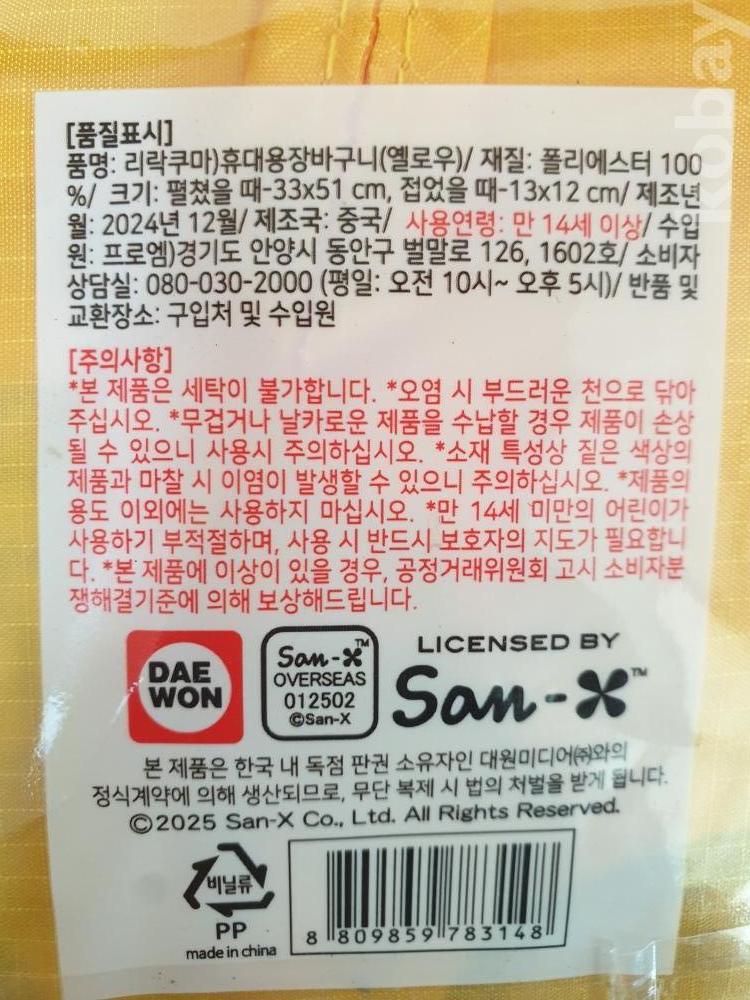 kobay
[품질표시]
품명: 리락쿠마)휴대용장바구니(옐로우)/ 재질: 폴리에스터 100
%/ 크기: 펼쳤을 때-33x51 cm, 접었을 때-13x12 cm/ 제조년
월: 2024년 12월/ 제조국: 중국/ 사용연령: 만 14세 이상/ 수입
원: 프로엠)경기도 안양시 동안구 벌말로 126, 1602호/ 소비자
상담실: 080-030-2000 (평일: 오전 10시~ 오후 5시)/ 반품 및
교환장소: 구입처 및 수입원
[주의사항]
*본 제품은 세탁이 불가합니다. *오염 시 부드러운 천으로 닦아
주십시오. *무겁거나 날카로운 제품을 수납할 경우 제품이 손상
될 수 있으니 사용시 주의하십시오. *소재 특성상 짙은 색상의
제품과 마찰 시 이염이 발생할 수 있으니 주의하십시오. *제품의
용도 이외에는 사용하지 마십시오. *만 14세 미만의 어린이가
사용하기 부적절하며, 사용 시 반드시 보호자의 지도가 필요합니
다. *본 제품에 이상이 있을 경우, 공정거래위원회 고시 소비자분
쟁해결기준에 의해 보상해드립니다.
DAE
WON
San-X™
OVERSEAS
012502
©San-X
LICENSED BY
San-X™
본 제품은 한국 내 독점 판권 소유자인 대원미디어㈜와의
정식계약에 의해 생산되므로, 무단 복제 시 법의 처벌을 받게 됩니다.
©2025 San-X Co., Ltd. All Rights Reserved.
비닐류
PP
made in china
8 809859 783148